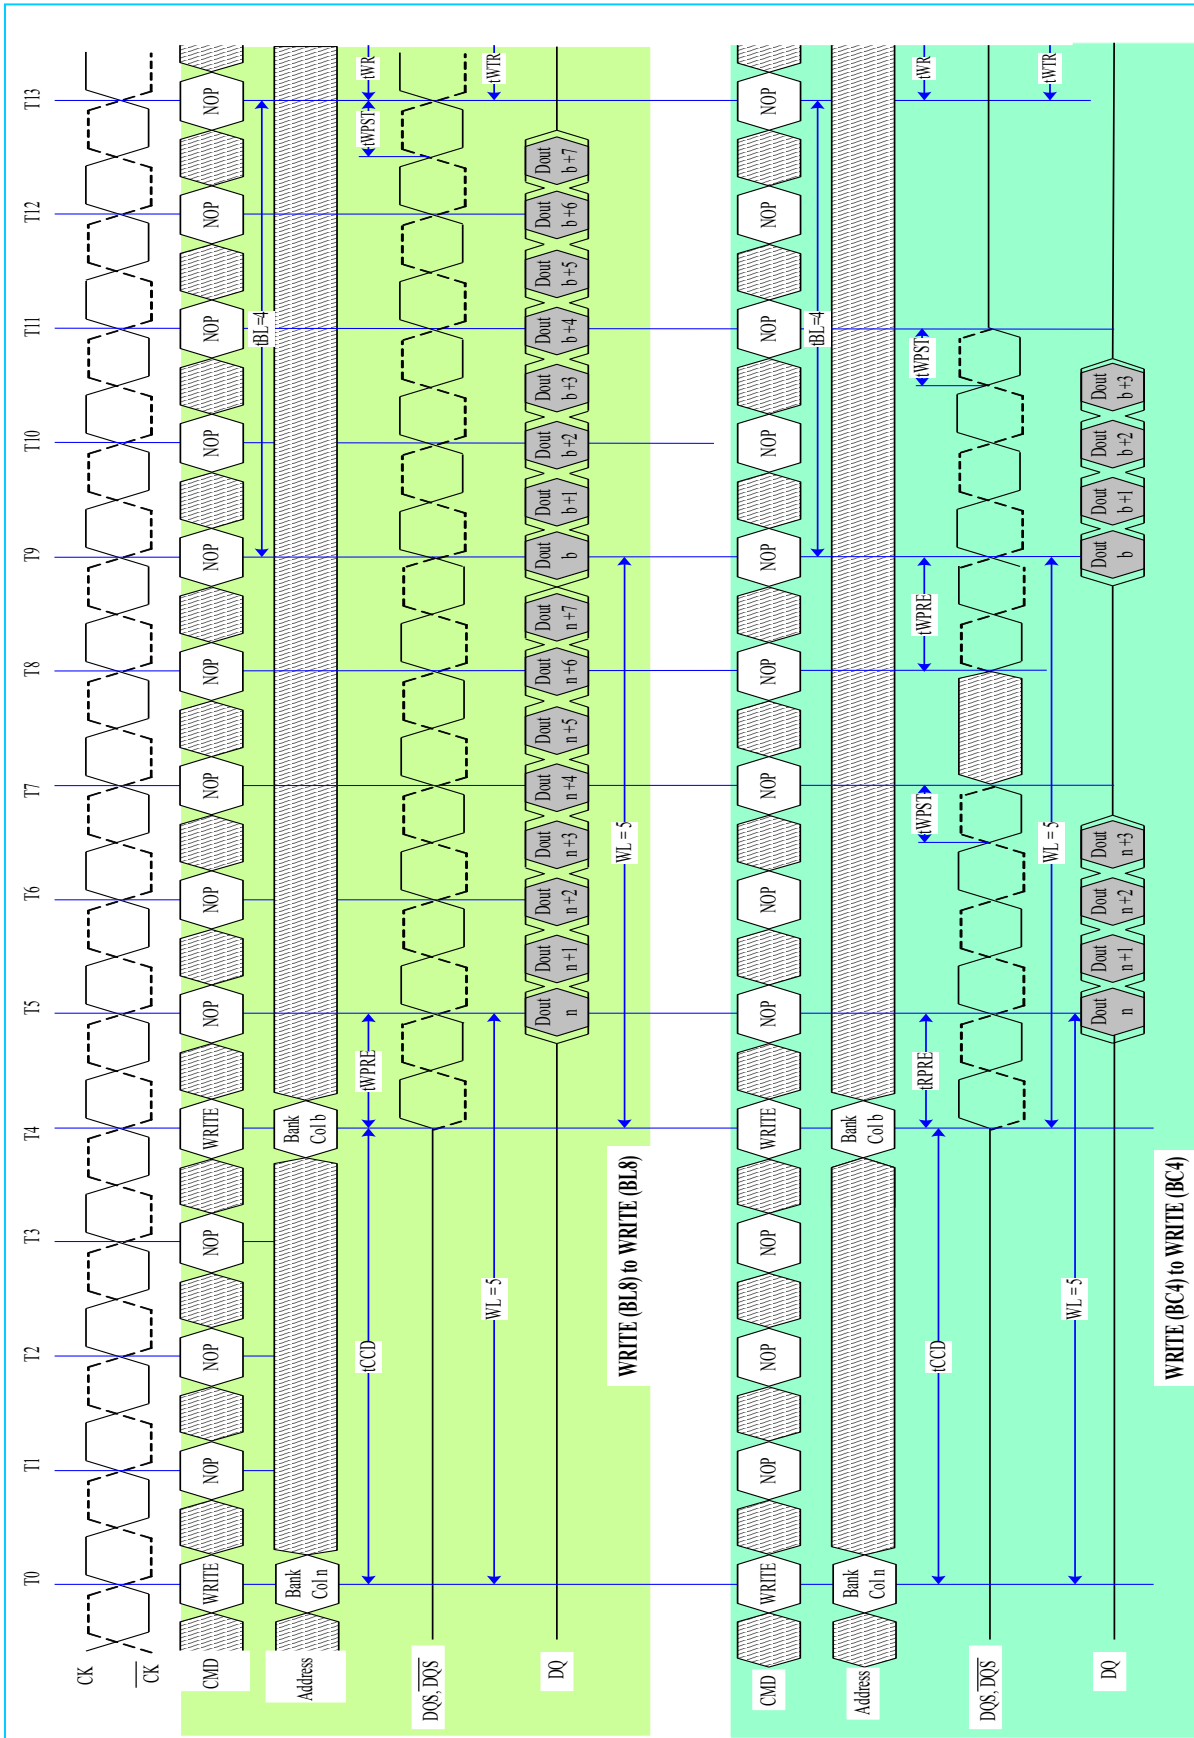 T0 T1 T2 T3 T4 T5 T6 T7 T8 T9 T10 T11 T12 T13
CK
C̅K̅
CMD WRITE NOP NOP NOP WRITE NOP NOP NOP NOP NOP NOP NOP NOP NOP
tBL=4
Address Bank Bank
Col n Col b
tCCD tWPRE tWPST tWR
DQS, D̅Q̅S̅
WL = 5 tWTR
DQ Dout Dout Dout Dout Dout Dout Dout Dout Dout Dout Dout Dout Dout Dout Dout Dout
n n+1 n+2 n+3 n+4 n+5 n+6 n+7 b b+1 b+2 b+3 b+4 b+5 b+6 b+7
WRITE (BL8) to WRITE (BL8) WL = 5
CMD WRITE NOP NOP NOP WRITE NOP NOP NOP NOP NOP NOP NOP NOP NOP
tBL=4
Address Bank Bank
Col n Col b
tCCD tRPRE tWPST tWPRE tWPST tWR
DQS, D̅Q̅S̅
WL = 5 tWTR
WL = 5
DQ Dout Dout Dout Dout Dout Dout Dout Dout
n n+1 n+2 n+3 b b+1 b+2 b+3
WRITE (BC4) to WRITE (BC4)